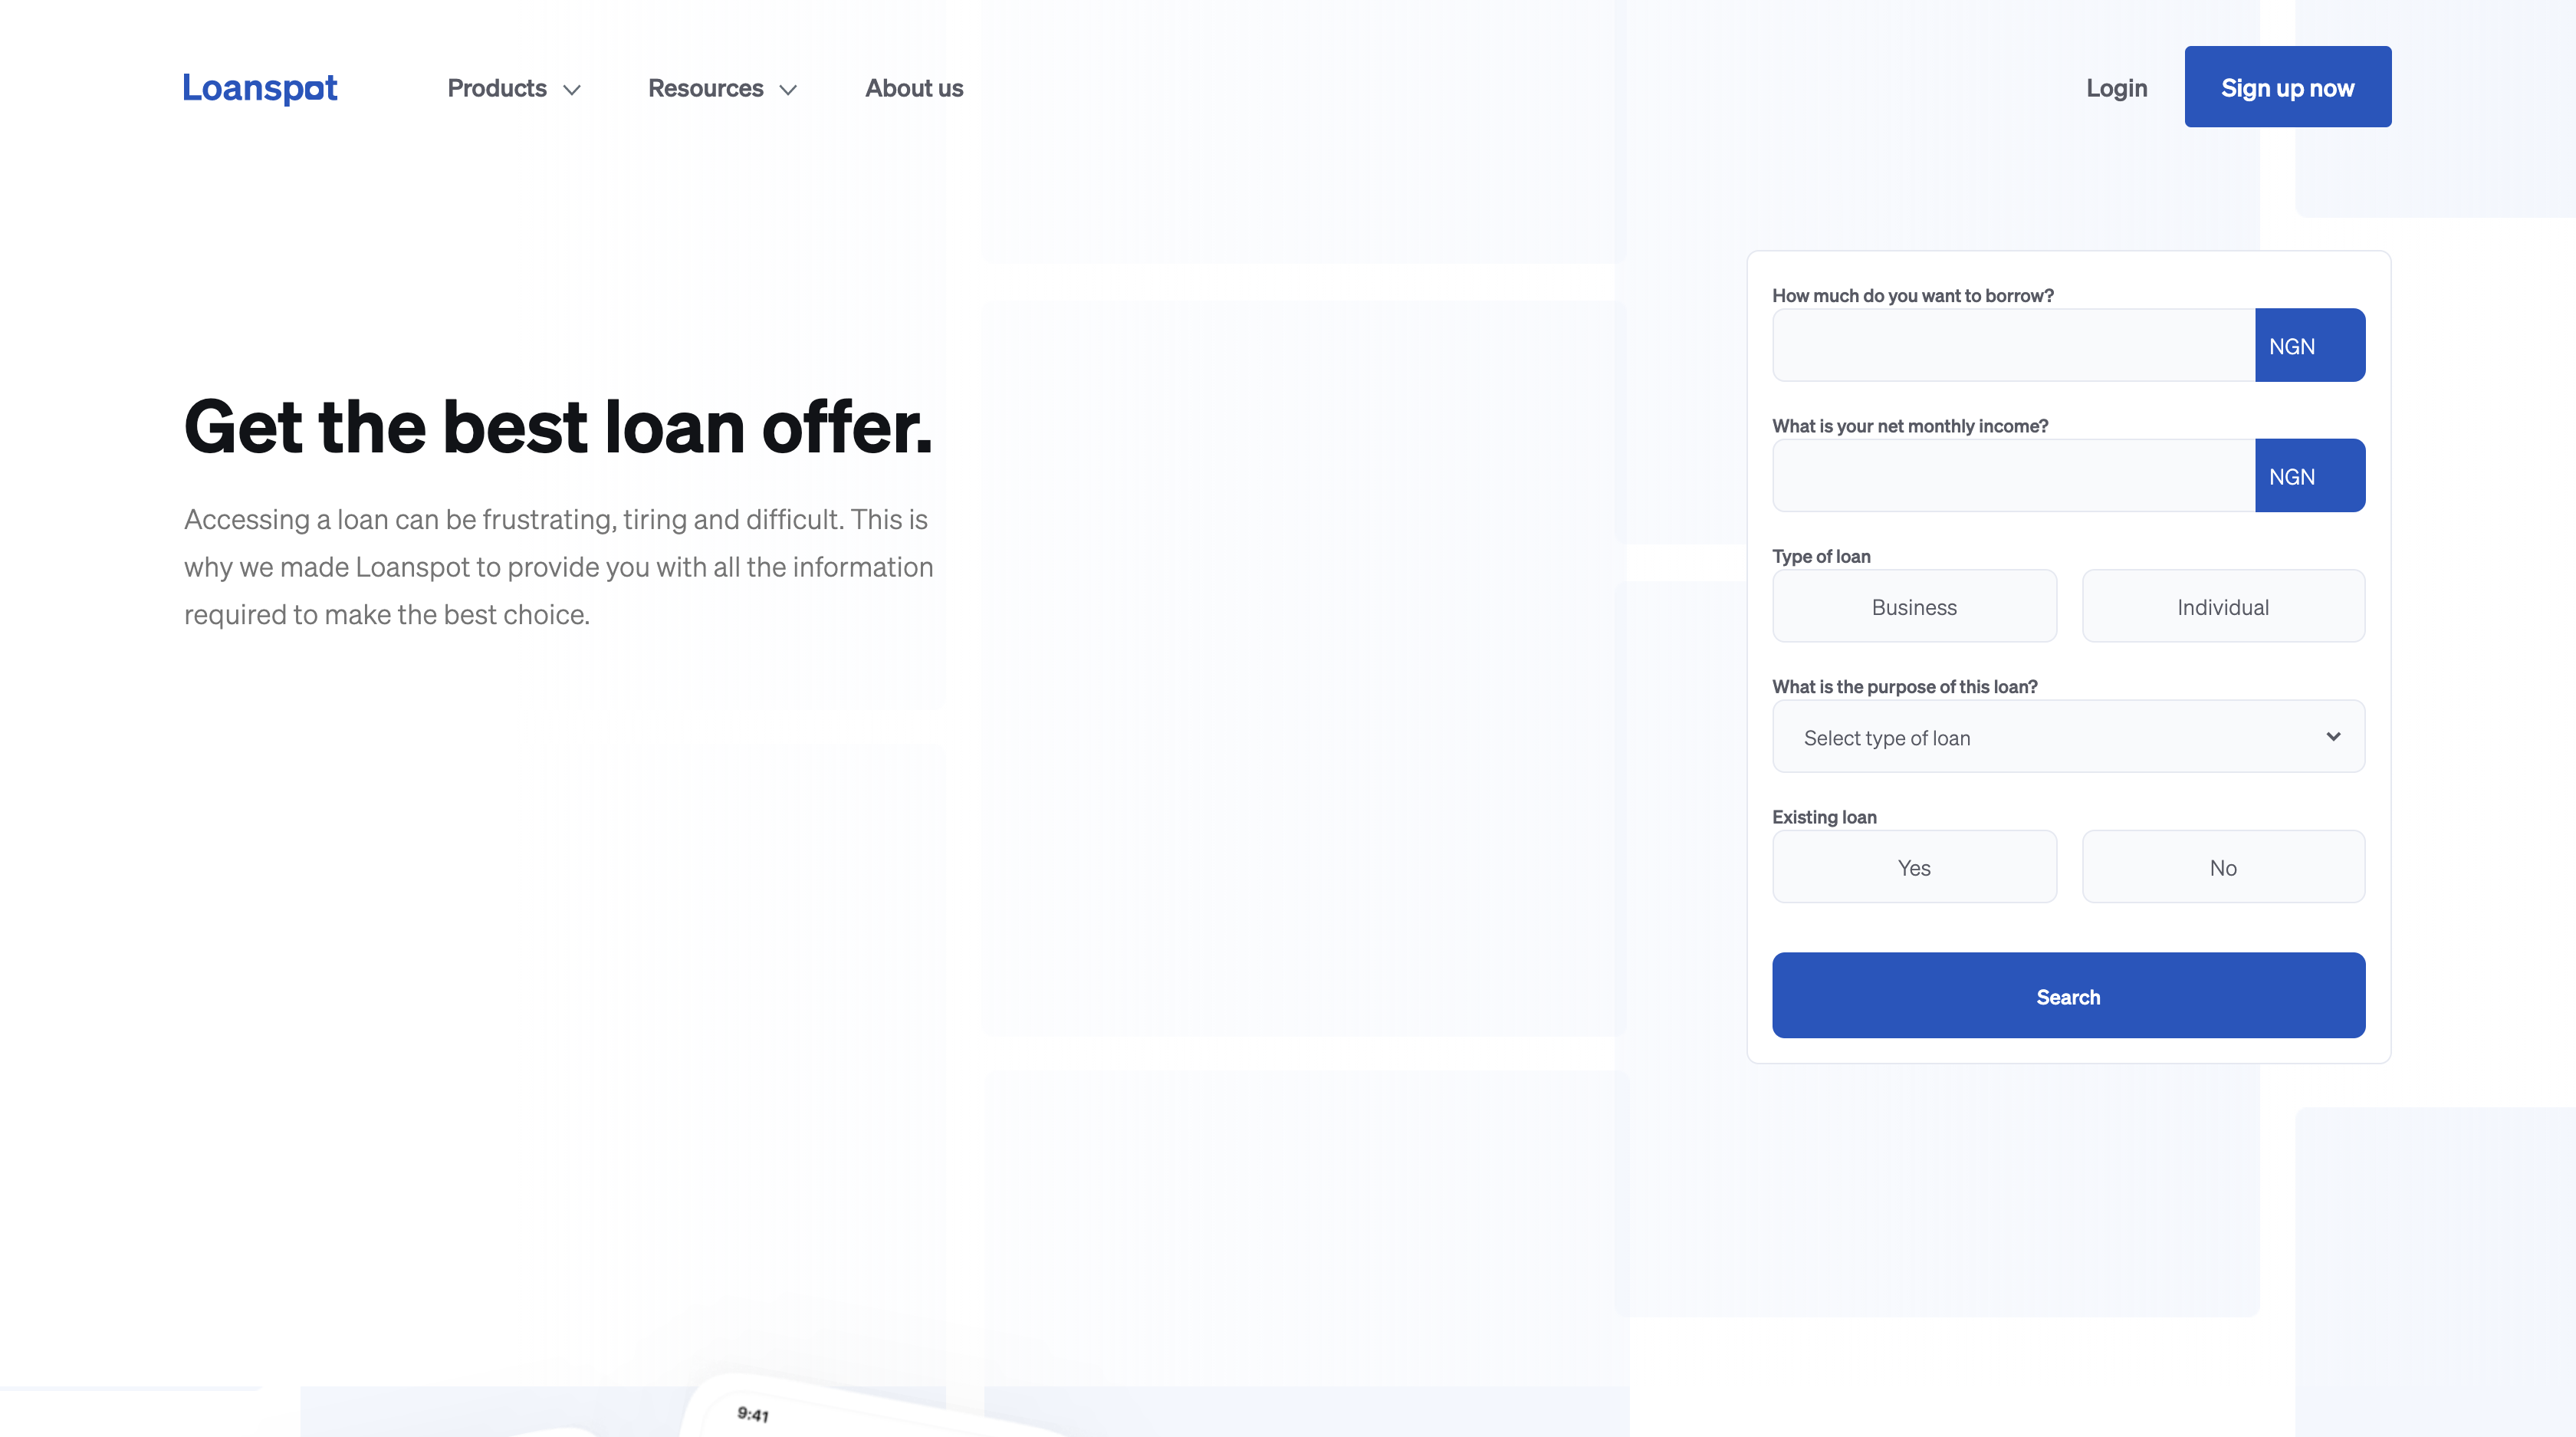 Loanspot
Products
Resources
About us
Login
Sign up now
Get the best loan offer.
Accessing a loan can be frustrating, tiring and difficult. This is
why we made Loanspot to provide you with all the information
required to make the best choice.
How much do you want to borrow?
NGN
What is your net monthly income?
NGN
Type of loan
Business
Individual
What is the purpose of this loan?
Select type of loan
Existing loan
Yes
No
Search
9:41